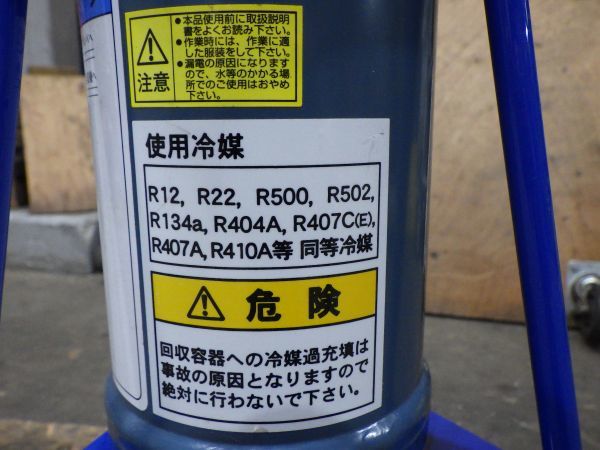 ●本品使用前に取扱説明
書をよくお読み下さい。
●作業時には、作業に適
した服装をして下さい。
●漏電の原因になります
ので、水等のかかる場
所でのご使用はおやめ
下さい。
注意
使用冷媒
R12, R22, R500, R502,
R134a, R404A, R407C(E),
R407A, R410A等 同等冷媒
危険
回収容器への冷媒過充填は
事故の原因となりますので
絶対に行わないで下さい。